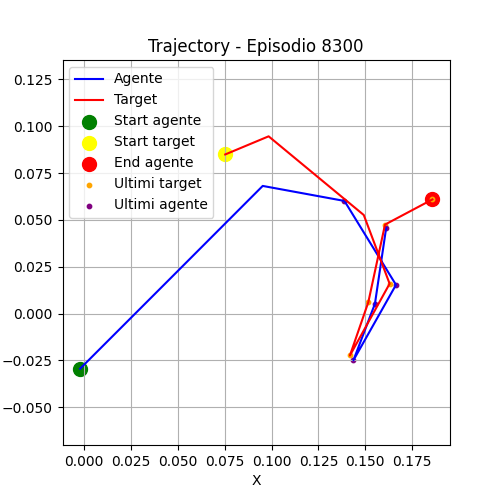 Trajectory - Episodio 8300
Agente
Target
Start agente
Start target
End agente
Ultimi target
Ultimi agente
0.125
0.100
0.075
0.050
0.025
0.000
−0.025
−0.050
0.000 0.025 0.050 0.075 0.100 0.125 0.150 0.175
X